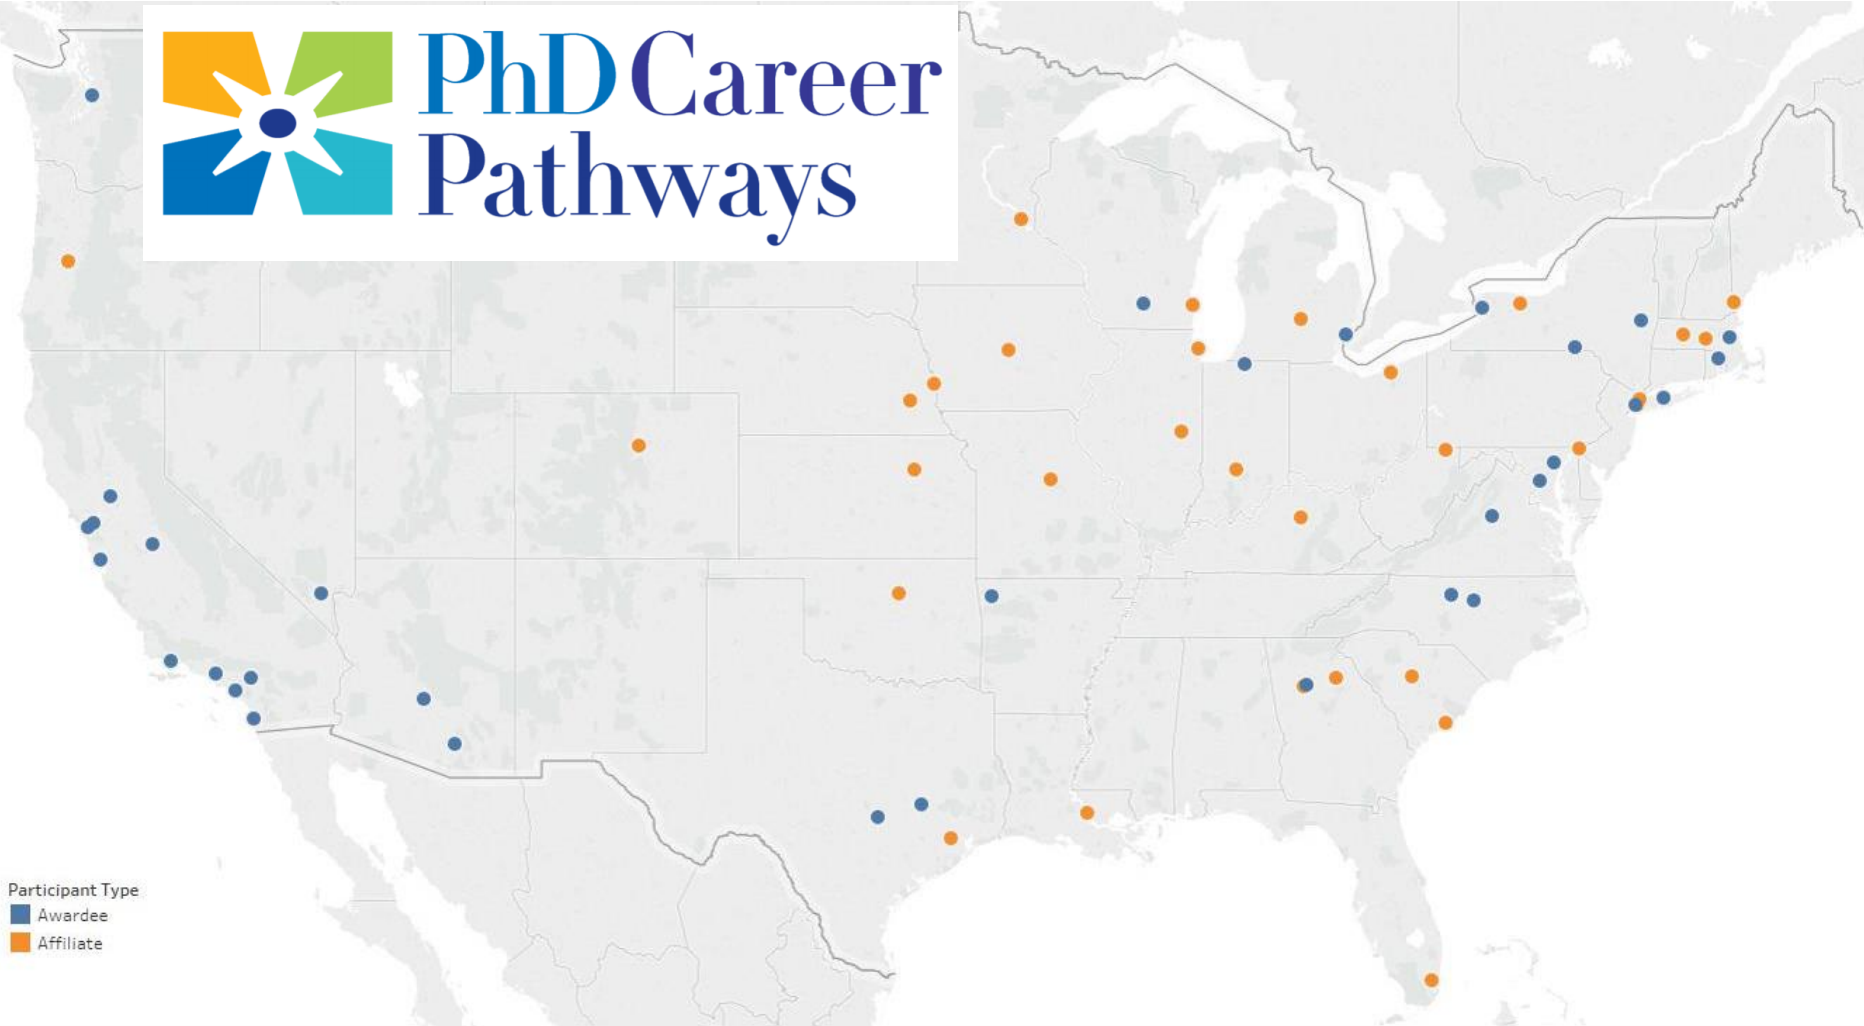 PhD Career
Pathways
Participant Type
Awardee
Affiliate